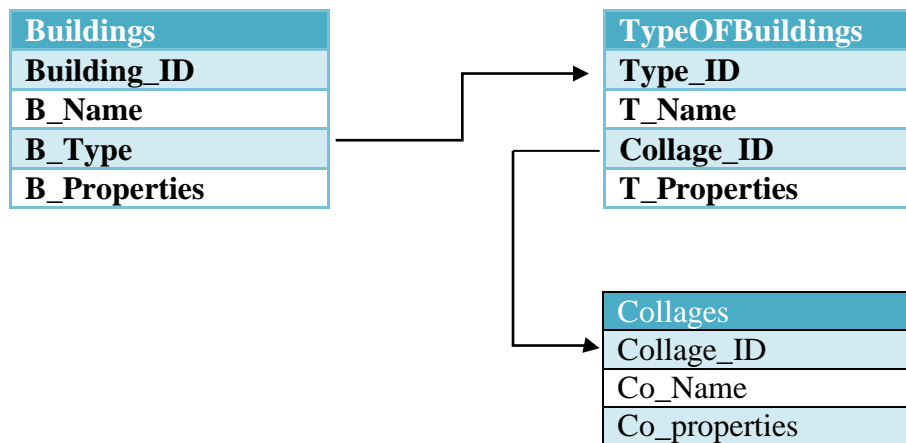 Buildings
Building_ID
B_Name
B_Type
B_Properties
TypeOFBuildings
Type_ID
T_Name
Collage_ID
T_Properties
Collages
Collage_ID
Co_Name
Co_properties